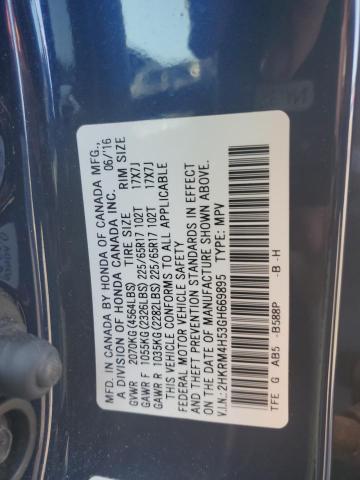 MFD. IN CANADA BY HONDA OF CANADA MFG.,
A DIVISION OF HONDA CANADA INC. 06/'16
GVWR 2070KG(4564LBS) TIRE SIZE RIM SIZE
GAWR F 1055KG(2326LBS) 225/65R17 102T 17X7J
GAWR R 1035KG(2282LBS) 225/65R17 102T 17X7J
THIS VEHICLE CONFORMS TO ALL APPLICABLE
FEDERAL MOTOR VEHICLE SAFETY
AND THEFT PREVENTION STANDARDS IN EFFECT
ON THE DATE OF MANUFACTURE SHOWN ABOVE.
V.I.N.:2HKRM4H53GH669895 TYPE: MPV
TFE G AB5 -B588P -B -H